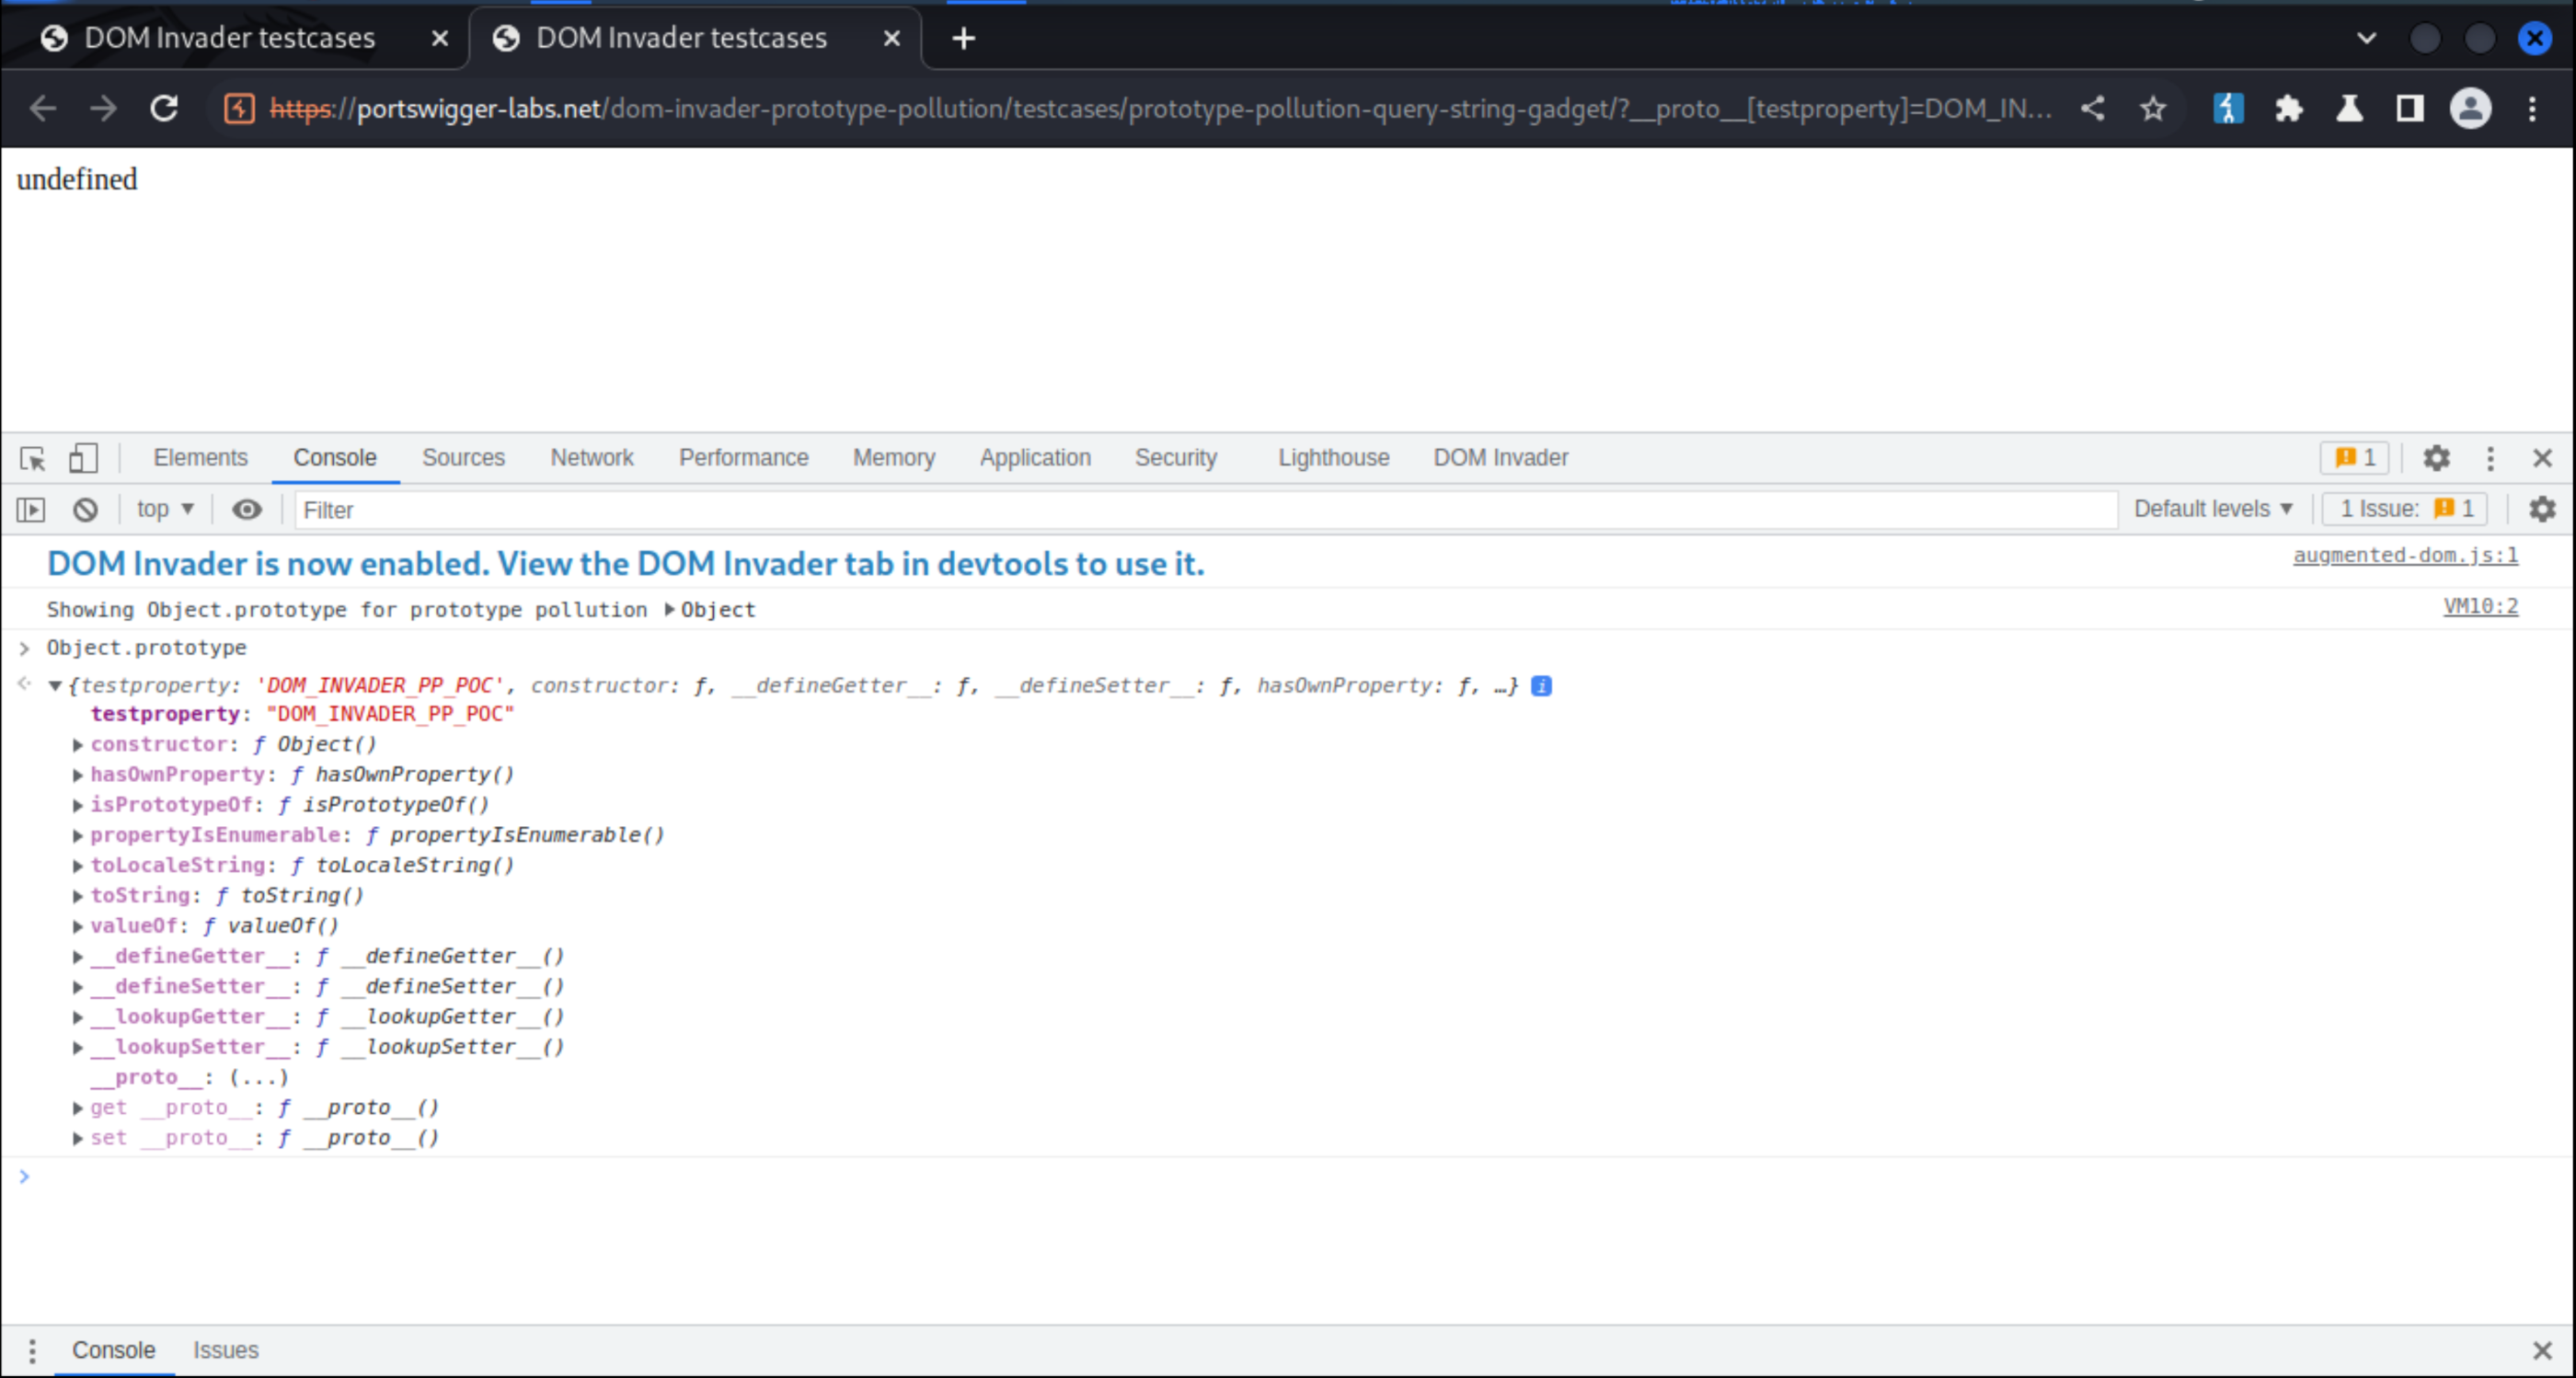 DOM Invader testcases DOM Invader testcases
https://portswigger-labs.net/dom-invader-prototype-pollution/testcases/prototype-pollution-query-string-gadget/?__proto__[testproperty]=DOM_IN...
undefined
Elements Console Sources Network Performance Memory Application Security Lighthouse DOM Invader 1
top Filter Default levels 1 Issue: 1
DOM Invader is now enabled. View the DOM Invader tab in devtools to use it. augmented-dom.js:1
Showing Object.prototype for prototype pollution Object VM10:2
Object.prototype
{testproperty: 'DOM_INVADER_PP_POC', constructor: ƒ, __defineGetter__: ƒ, __defineSetter__: ƒ, hasOwnProperty: ƒ, …} i
testproperty: "DOM_INVADER_PP_POC"
constructor: ƒ Object()
hasOwnProperty: ƒ hasOwnProperty()
isPrototypeOf: ƒ isPrototypeOf()
propertyIsEnumerable: ƒ propertyIsEnumerable()
toLocaleString: ƒ toLocaleString()
toString: ƒ toString()
valueOf: ƒ valueOf()
__defineGetter__: ƒ __defineGetter__()
__defineSetter__: ƒ __defineSetter__()
__lookupGetter__: ƒ __lookupGetter__()
__lookupSetter__: ƒ __lookupSetter__()
__proto__: (...)
get __proto__: ƒ __proto__()
set __proto__: ƒ __proto__()
Console Issues